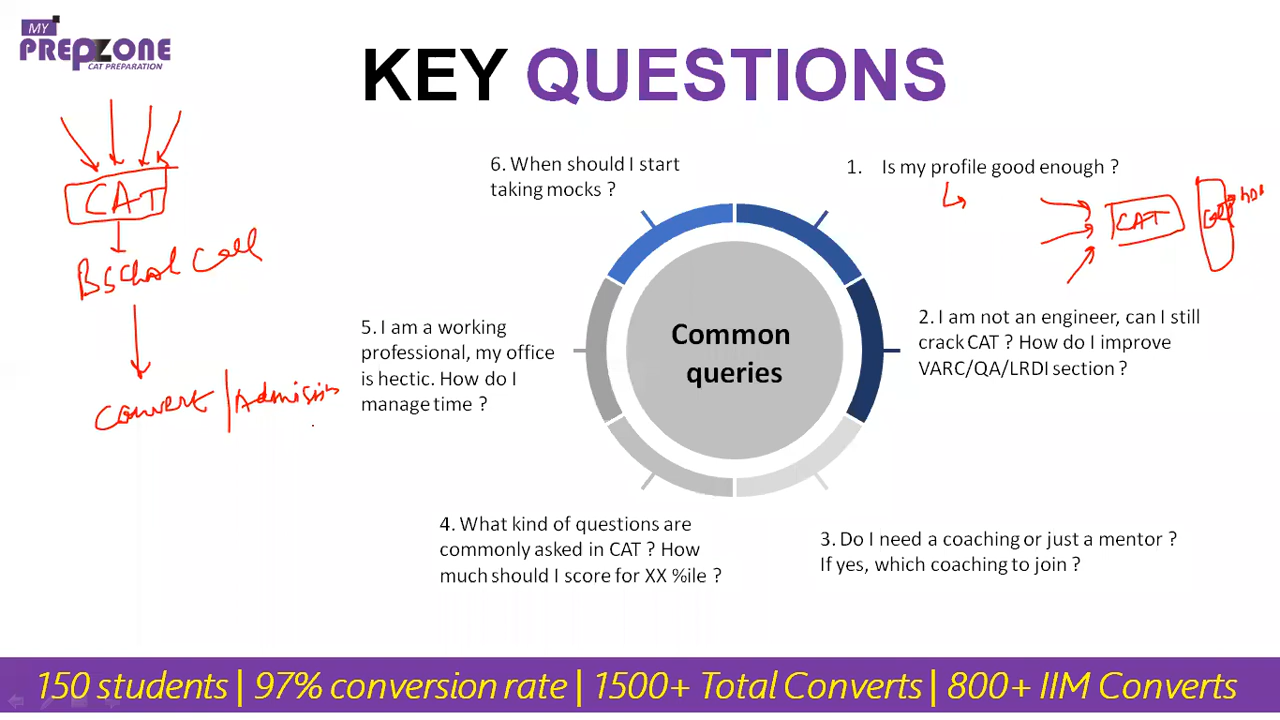 MY
PREPZONE
CAT PREPARATION
KEY QUESTIONS
6. When should I start
taking mocks ?
1. Is my profile good enough ?
CAT
BSchool Call
Convert | Admission
CAT
Call
5. I am a working
professional, my office
is hectic. How do I
manage time ?
Common
queries
2. I am not an engineer, can I still
crack CAT ? How do I improve
VARC/QA/LRDI section ?
4. What kind of questions are
commonly asked in CAT ? How
much should I score for XX %ile ?
3. Do I need a coaching or just a mentor ?
If yes, which coaching to join ?
150 students | 97% conversion rate | 1500+ Total Converts | 800+ IIM Converts